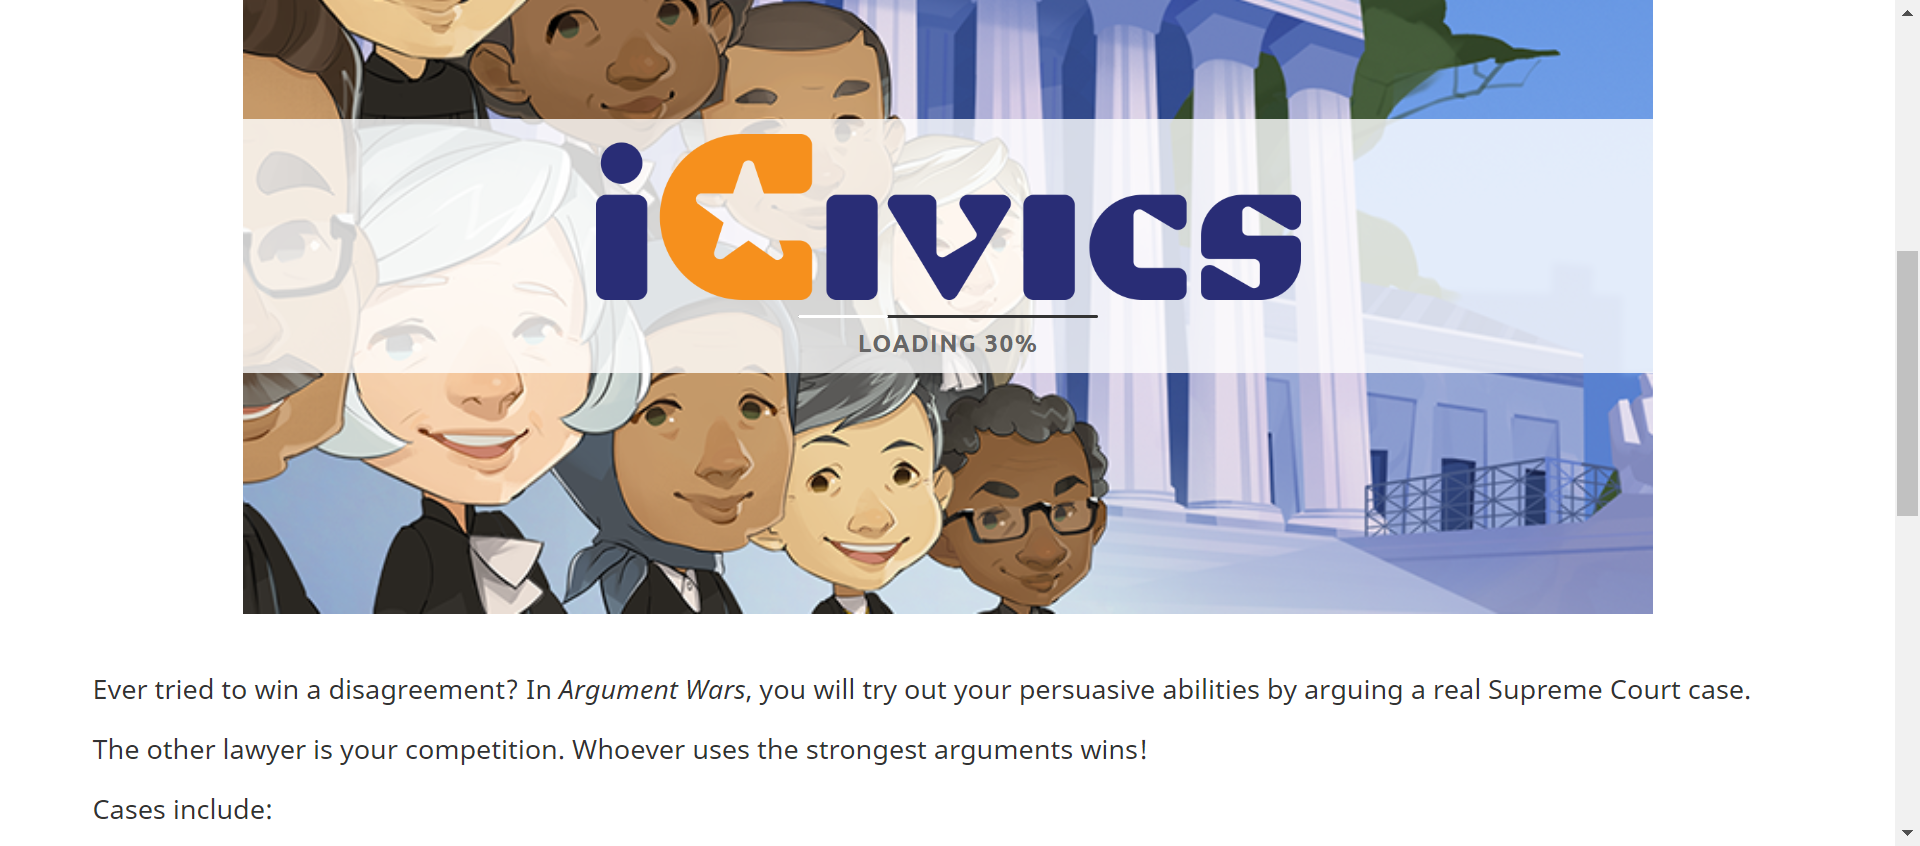 iCivics
LOADING 30%
Ever tried to win a disagreement? In Argument Wars, you will try out your persuasive abilities by arguing a real Supreme Court case.
The other lawyer is your competition. Whoever uses the strongest arguments wins!
Cases include: